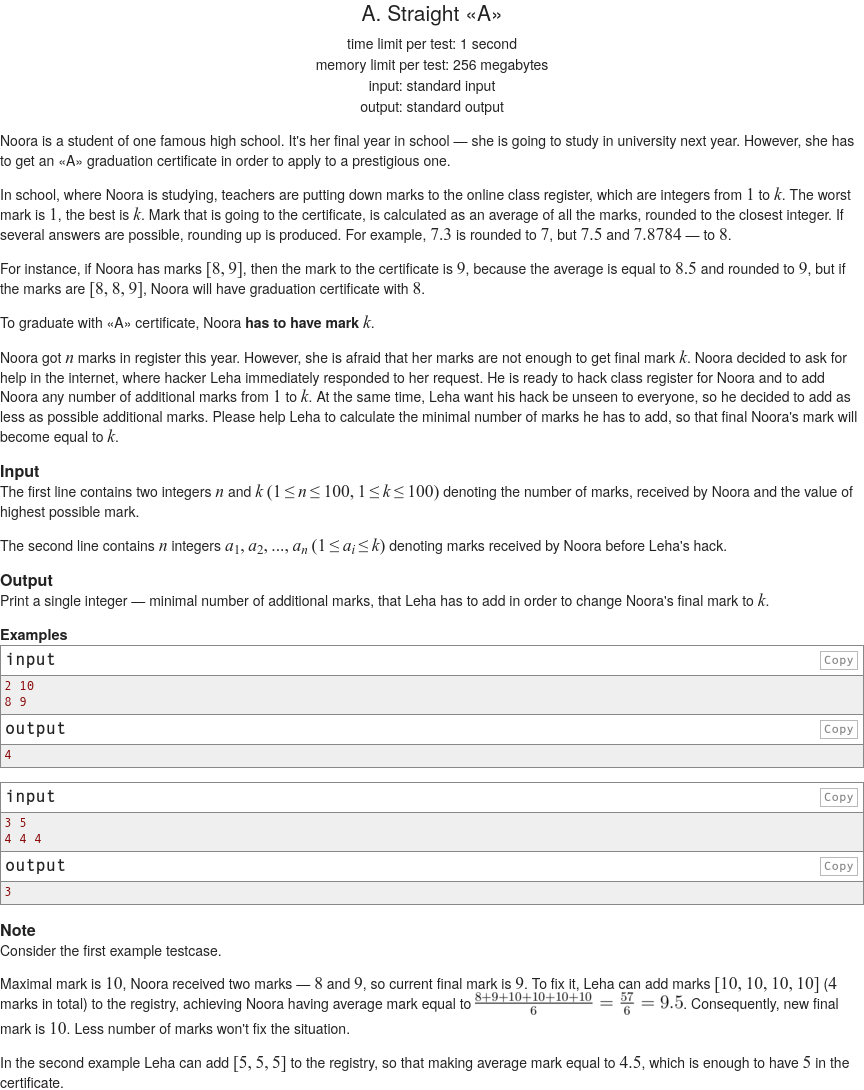 A. Straight «A»
time limit per test: 1 second
memory limit per test: 256 megabytes
input: standard input
output: standard output
Noora is a student of one famous high school. It's her final year in school — she is going to study in university next year. However, she has
to get an «A» graduation certificate in order to apply to a prestigious one.
In school, where Noora is studying, teachers are putting down marks to the online class register, which are integers from 1 to k. The worst
mark is 1, the best is k. Mark that is going to the certificate, is calculated as an average of all the marks, rounded to the closest integer. If
several answers are possible, rounding up is produced. For example, 7.3 is rounded to 7, but 7.5 and 7.8784 — to 8.
For instance, if Noora has marks [8, 9], then the mark to the certificate is 9, because the average is equal to 8.5 and rounded to 9, but if
the marks are [8, 8, 9], Noora will have graduation certificate with 8.
To graduate with «A» certificate, Noora has to have mark k.
Noora got n marks in register this year. However, she is afraid that her marks are not enough to get final mark k. Noora decided to ask for
help in the internet, where hacker Leha immediately responded to her request. He is ready to hack class register for Noora and to add
Noora any number of additional marks from 1 to k. At the same time, Leha want his hack be unseen to everyone, so he decided to add as
less as possible additional marks. Please help Leha to calculate the minimal number of marks he has to add, so that final Noora's mark will
become equal to k.
Input
The first line contains two integers n and k (1 ≤ n ≤ 100, 1 ≤ k ≤ 100) denoting the number of marks, received by Noora and the value of
highest possible mark.
The second line contains n integers a1, a2, ..., an (1 ≤ ai ≤ k) denoting marks received by Noora before Leha's hack.
Output
Print a single integer — minimal number of additional marks, that Leha has to add in order to change Noora's final mark to k.
Examples
input Copy
2 10
8 9
output Copy
4
input Copy
3 5
4 4 4
output Copy
3
Note
Consider the first example testcase.
Maximal mark is 10, Noora received two marks — 8 and 9, so current final mark is 9. To fix it, Leha can add marks [10, 10, 10, 10] (4
marks in total) to the registry, achieving Noora having average mark equal to (8+9+10+10+10+10)/6 = 57/6 = 9.5. Consequently, new final
mark is 10. Less number of marks won't fix the situation.
In the second example Leha can add [5, 5, 5] to the registry, so that making average mark equal to 4.5, which is enough to have 5 in the
certificate.